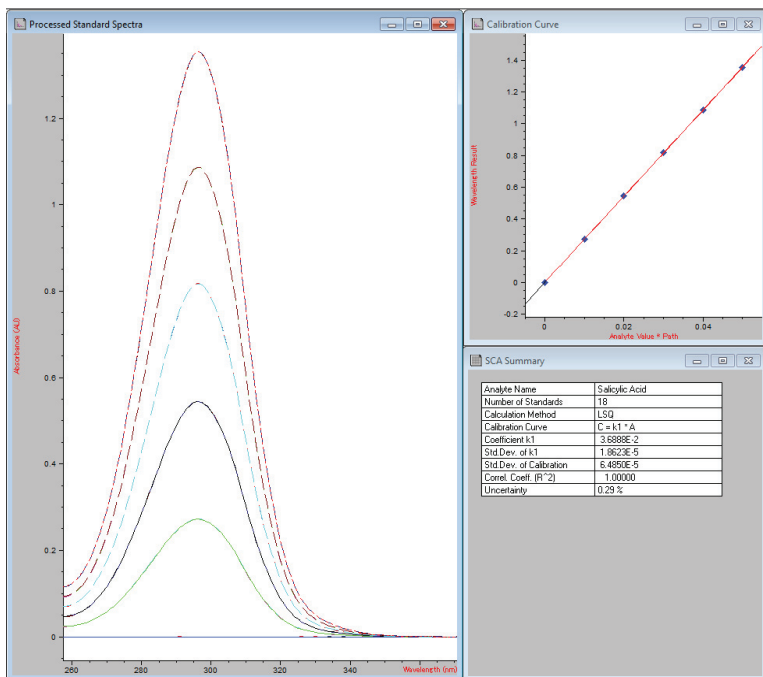 Processed Standard Spectra
1.2
1
0.8
0.6
0.4
0.2
0
Absorbance (AU)
260
280
300
320
340
Wavelength (nm)
Calibration Curve
1.4
1.2
1
0.8
0.6
0.4
0.2
0
-0.2
Wavelength Result
0
0.02
0.04
Analyte Value * Path
SCA Summary
Analyte Name Salicylic Acid
Number of Standards 18
Calculation Method LSQ
Calibration Curve C = k1 * A
Coefficient k1 3.6888E-2
Std.Dev. of k1 1.8623E-5
Std.Dev. of Calibration 6.4850E-5
Correl. Coeff. (R^2) 1.00000
Uncertainty 0.29 %